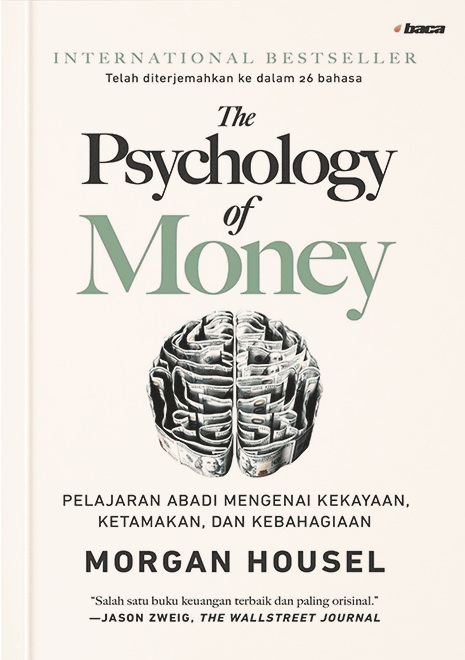 baca
INTERNATIONAL BESTSELLER
Telah diterjemahkan ke dalam 26 bahasa
The
Psychology
of
Money
PELAJARAN ABADI MENGENAI KEKAYAAN,
KETAMAKAN, DAN KEBAHAGIAAN
MORGAN HOUSEL
“Salah satu buku keuangan terbaik dan paling orisinal.”
—JASON ZWEIG, THE WALLSTREET JOURNAL